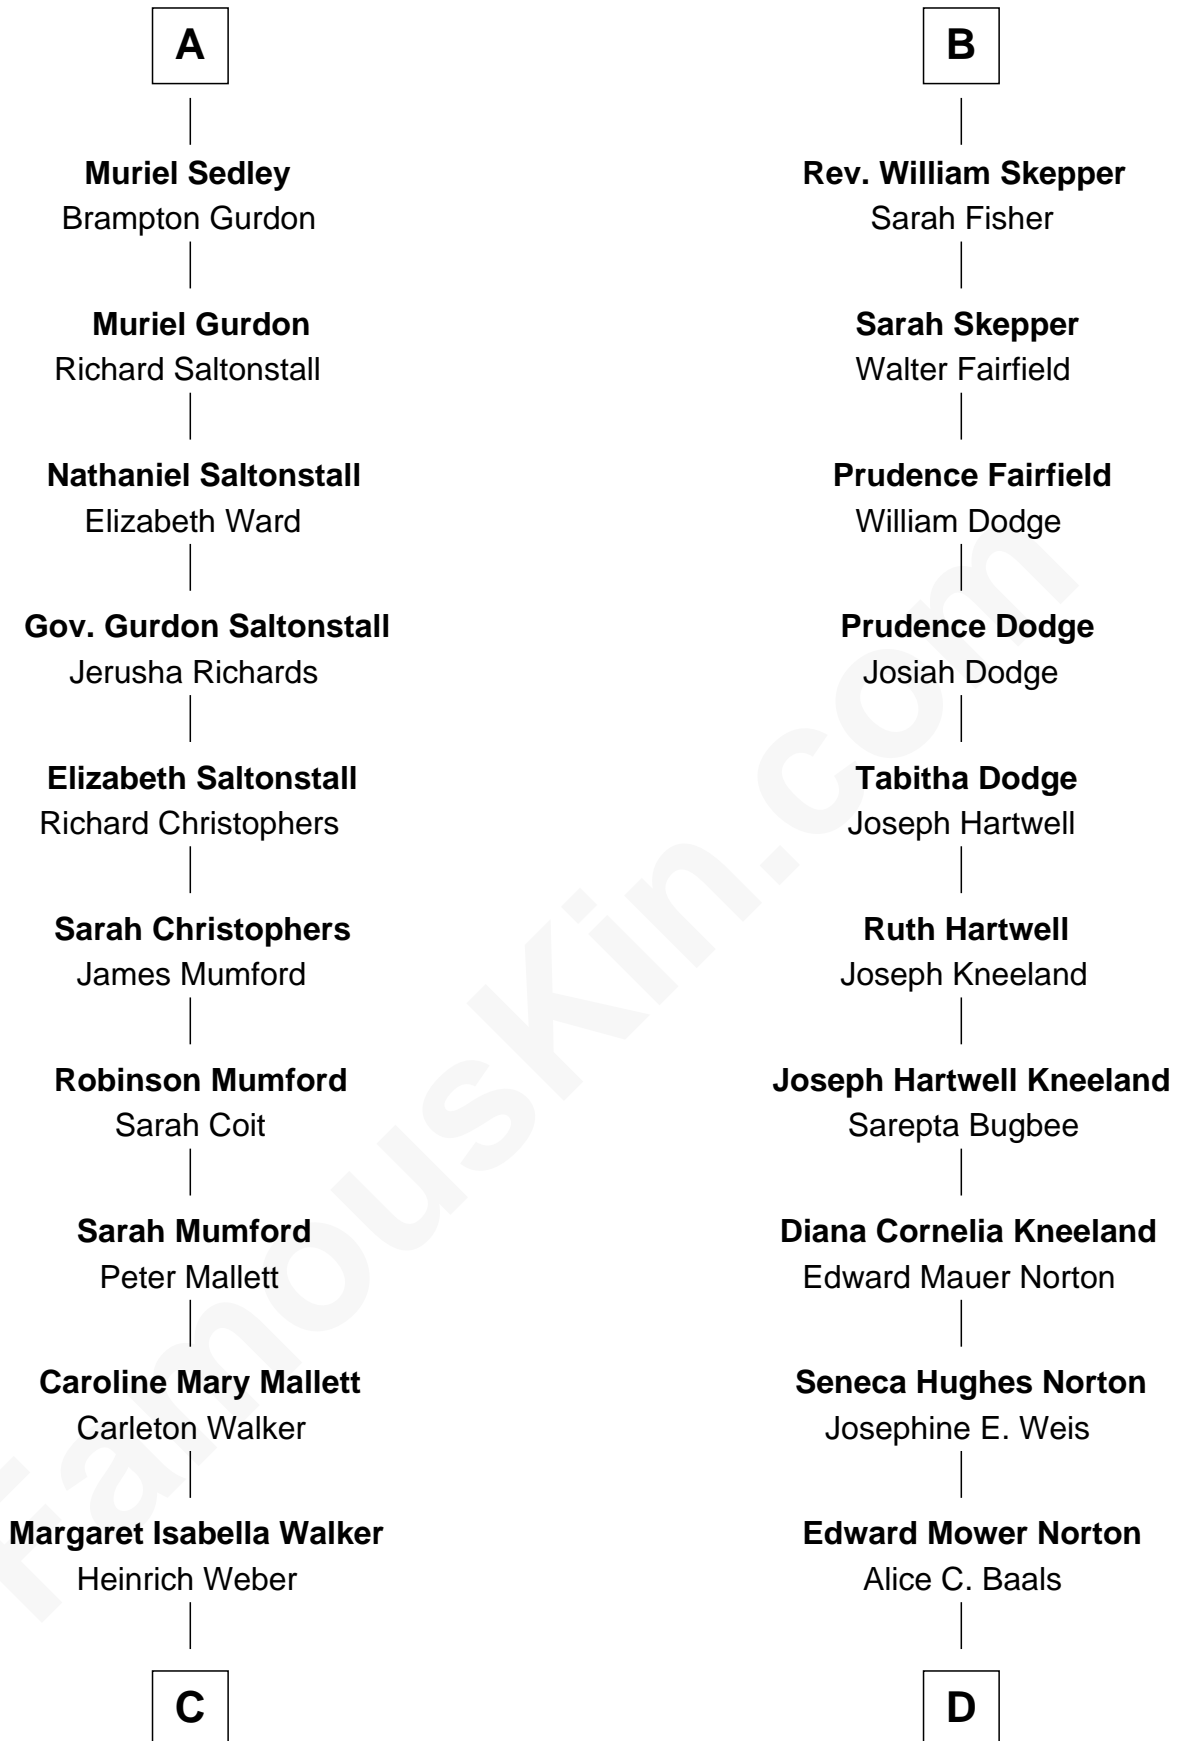 A
Muriel Sedley
Brampton Gurdon
Muriel Gurdon
Richard Saltonstall
Nathaniel Saltonstall
Elizabeth Ward
Gov. Gurdon Saltonstall
Jerusha Richards
Elizabeth Saltonstall
Richard Christophers
Sarah Christophers
James Mumford
Robinson Mumford
Sarah Coit
Sarah Mumford
Peter Mallett
Caroline Mary Mallett
Carleton Walker
Margaret Isabella Walker
Heinrich Weber
C
B
Rev. William Skepper
Sarah Fisher
Sarah Skepper
Walter Fairfield
Prudence Fairfield
William Dodge
Prudence Dodge
Josiah Dodge
Tabitha Dodge
Joseph Hartwell
Ruth Hartwell
Joseph Kneeland
Joseph Hartwell Kneeland
Sarepta Bugbee
Diana Cornelia Kneeland
Edward Mauer Norton
Seneca Hughes Norton
Josephine E. Weis
Edward Mower Norton
Alice C. Baals
D
FamousKin.com